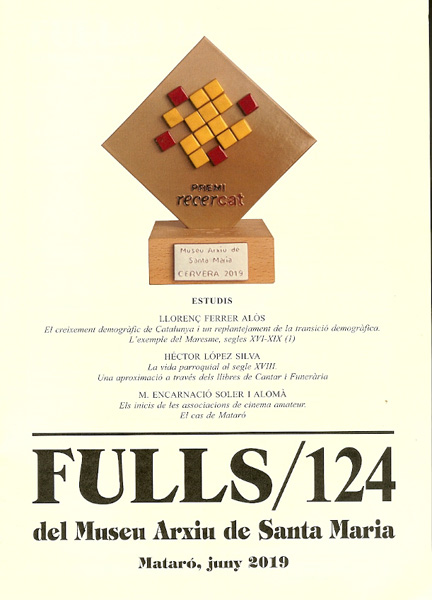 PREMI
recercat
Museu Arxiu de
Santa Maria
CERVERA 2019
ESTUDIS
LLORENÇ FERRER ALÒS
El creixement demogràfic de Catalunya i un replantejament de la transició demogràfica.
L'exemple del Maresme, segles XVI-XIX (1)
HÉCTOR LÓPEZ SILVA
La vida parroquial al segle XVIII.
Una aproximació a través dels llibres de Cantar i Funerària
M. ENCARNACIÓ SOLER I ALOMÀ
Els inicis de les associacions de cinema amateur.
El cas de Mataró
FULLS/124
del Museu Arxiu de Santa Maria
Mataró, juny 2019